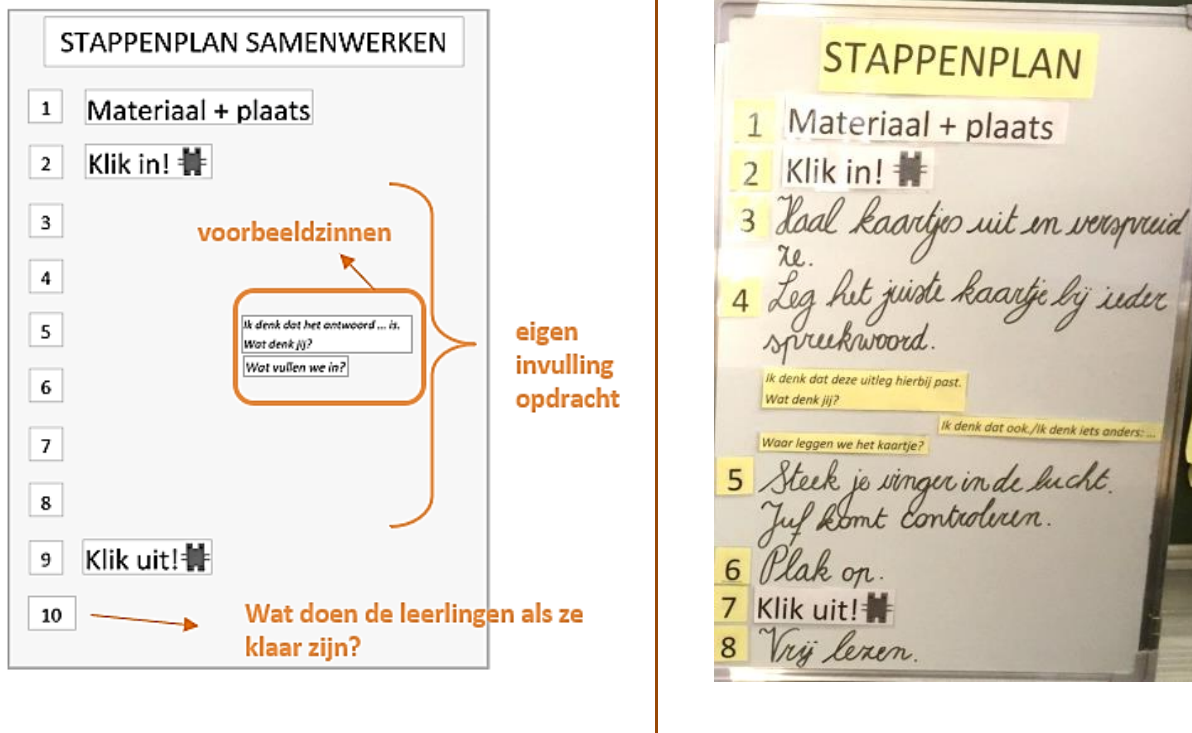 STAPPENPLAN SAMENWERKEN
1 Materiaal + plaats
2 Klik in!
3
voorbeeldzinnen
4
5
Ik denk dat het antwoord ... is.
Wat denk jij?
Wat vullen we in?
6
7
8
eigen
invulling
opdracht
9 Klik uit!
10
Wat doen de leerlingen als ze
klaar zijn?
STAPPENPLAN
1 Materiaal + plaats
2 Klik in!
3 Haal kaartjes uit en verspreid
ze.
4 Leg het juiste kaartje bij ieder
spreekwoord.
Ik denk dat deze uitleg hierbij past.
Wat denk jij?
Ik denk dat ook./Ik denk iets anders: ...
Waar leggen we het kaartje?
5 Steek je vinger in de lucht.
Juf komt controleren.
6 Plak op.
7 Klik uit!
8 Vrij lezen.